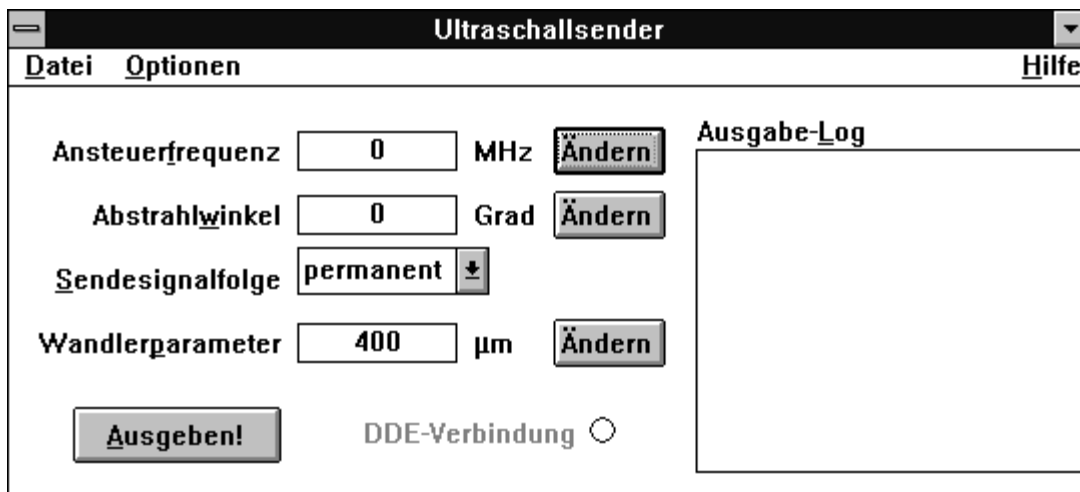 Ultraschallsender
Datei Optionen Hilfe
Ansteuerfrequenz 0 MHz Ändern
Ausgabe-Log
Abstrahlwinkel 0 Grad Ändern
Sendesignalfolge permanent
Wandlerparameter 400 µm Ändern
Ausgeben! DDE-Verbindung